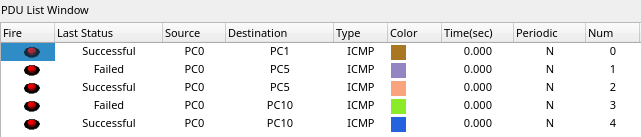 PDU List Window
Fire Last Status Source Destination Type Color Time(sec) Periodic Num
Successful PC0 PC1 ICMP 0.000 N 0
Failed PC0 PC5 ICMP 0.000 N 1
Successful PC0 PC5 ICMP 0.000 N 2
Failed PC0 PC10 ICMP 0.000 N 3
Successful PC0 PC10 ICMP 0.000 N 4